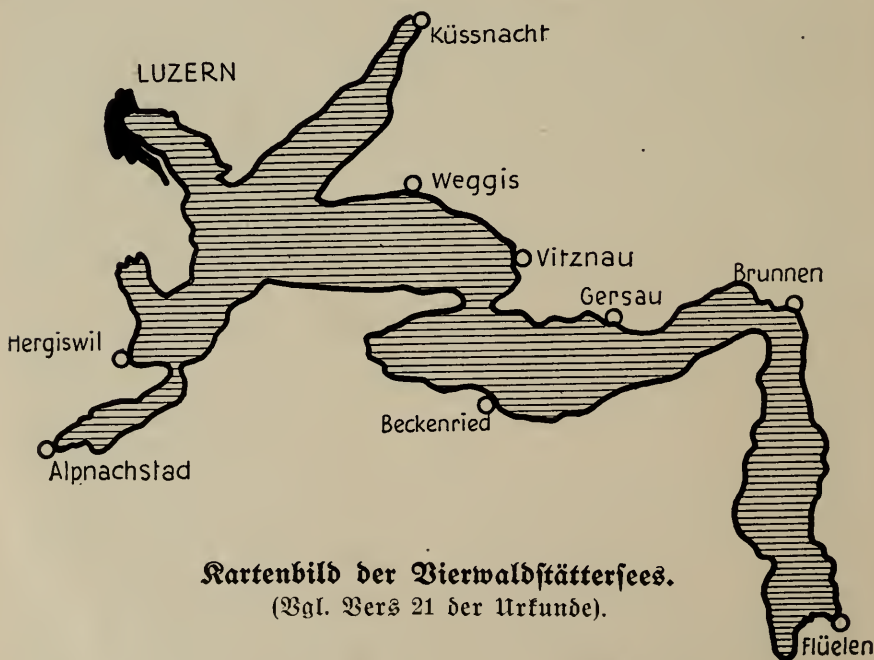 Küssnacht
LUZERN
Weggis
Vitznau
Brunnen
Gersau
Hergiswil
Beckenried
Alpnachstad
Kartenbild der Vierwaldstättersees.
(Vgl. Vers 21 der Urkunde).
Flüelen